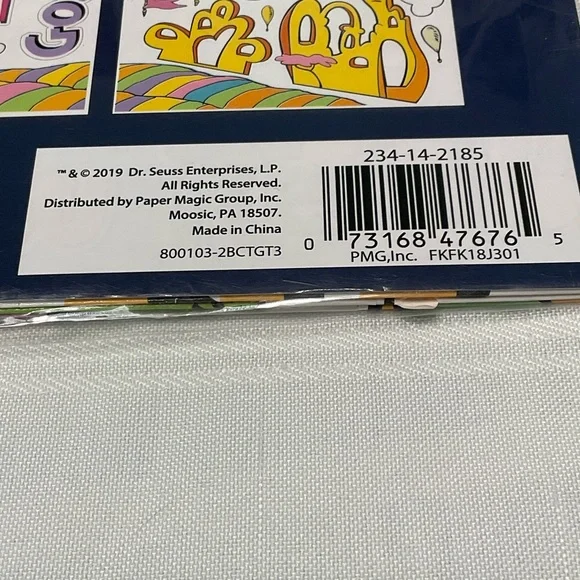 ™ & © 2019 Dr. Seuss Enterprises, L.P.
All Rights Reserved.
Distributed by Paper Magic Group, Inc.
Moosic, PA 18507.
Made in China
800103-2BCTGT3
234-14-2185
0 73168 47676 5
PMG,Inc. FKFK18J301